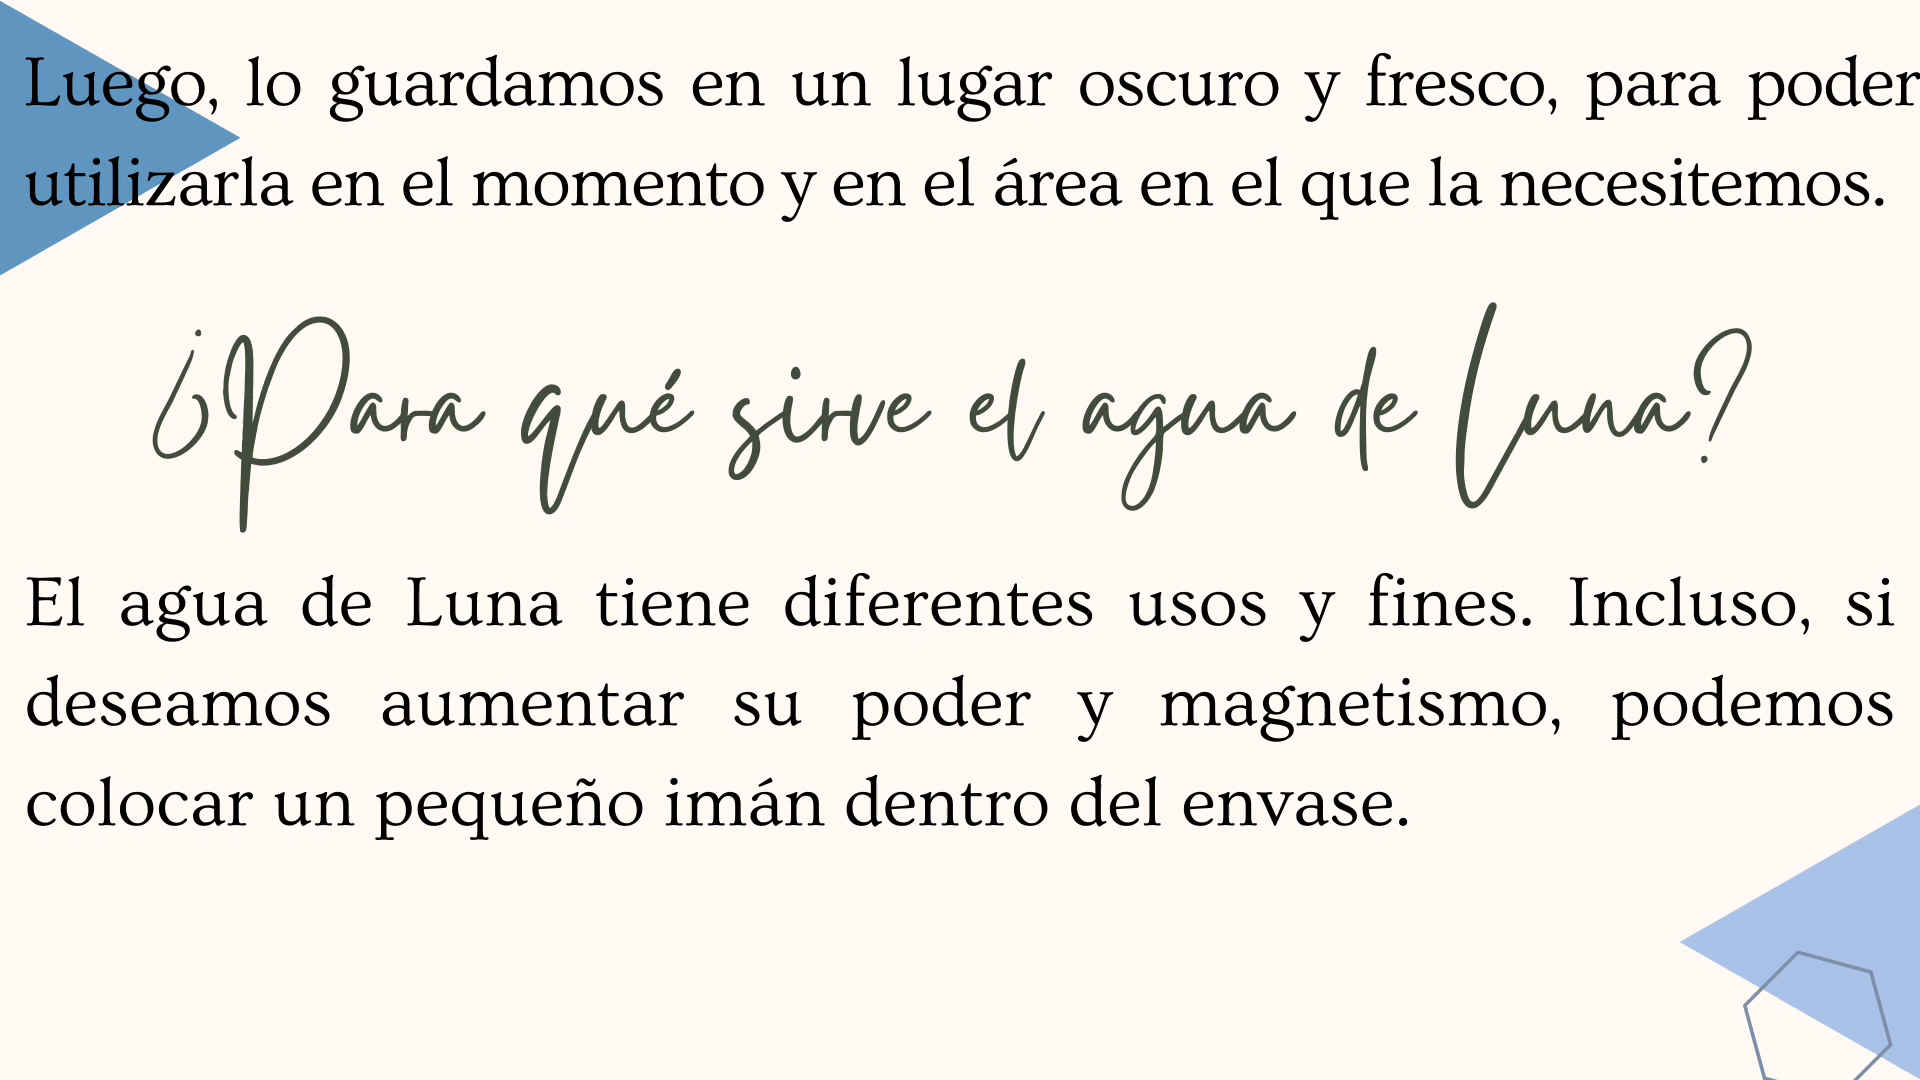 Luego, lo guardamos en un lugar oscuro y fresco, para poder
utilizarla en el momento y en el área en el que la necesitemos.
¿Para qué sirve el agua de Luna?
El agua de Luna tiene diferentes usos y fines. Incluso, si
deseamos aumentar su poder y magnetismo, podemos
colocar un pequeño imán dentro del envase.